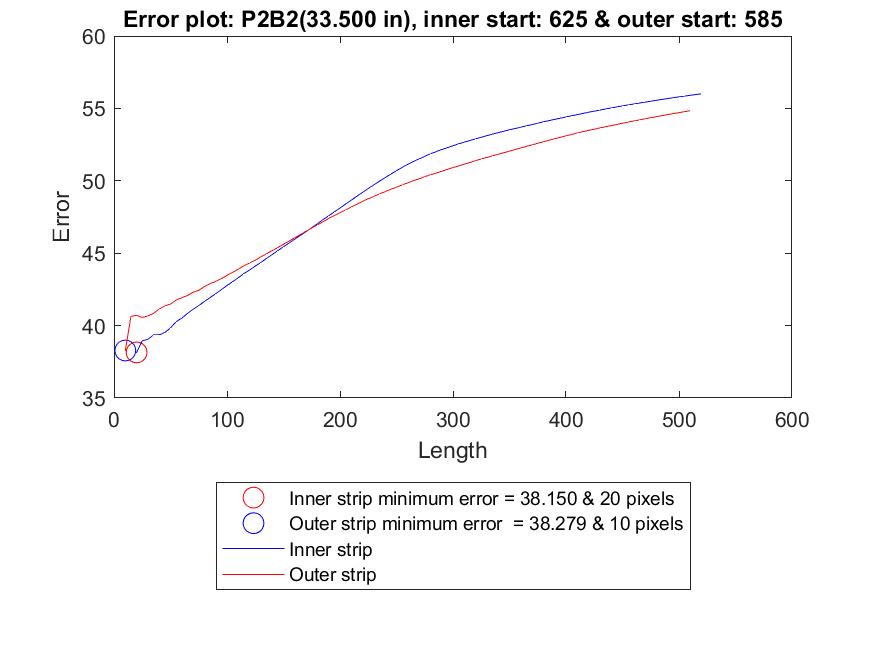 Error plot: P2B2(33.500 in), inner start: 625 & outer start: 585
60
55
50
45
40
35
Error
0 100 200 300 400 500 600
Length
Inner strip minimum error = 38.150 & 20 pixels
Outer strip minimum error  = 38.279 & 10 pixels
Inner strip
Outer strip